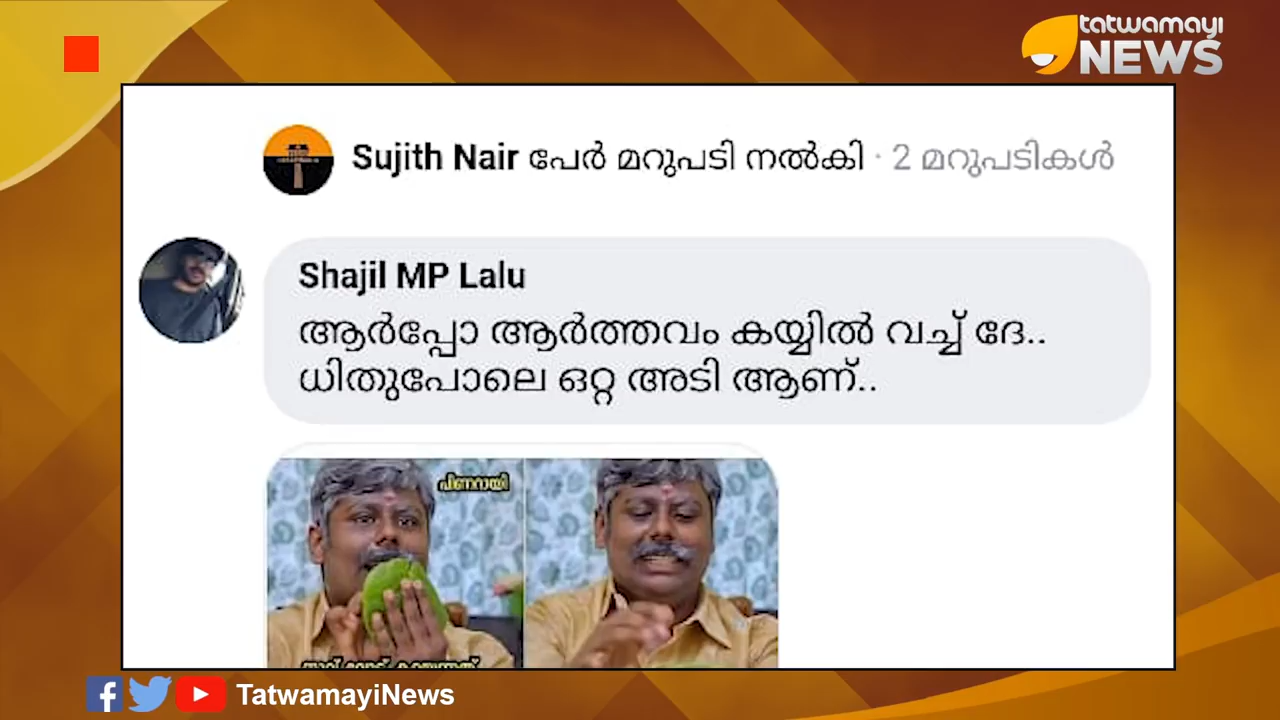 tatwamayi
NEWS
Sujith Nair പേർ മറുപടി നൽകി · 2 മറുപടികൾ
Shajil MP Lalu
ആർപ്പോ ആർത്തവം കയ്യിൽ വച്ച് ദേ..
ധിതുപോലെ ഒറ്റ അടി ആണ്..
പിണറായി
TatwamayiNews